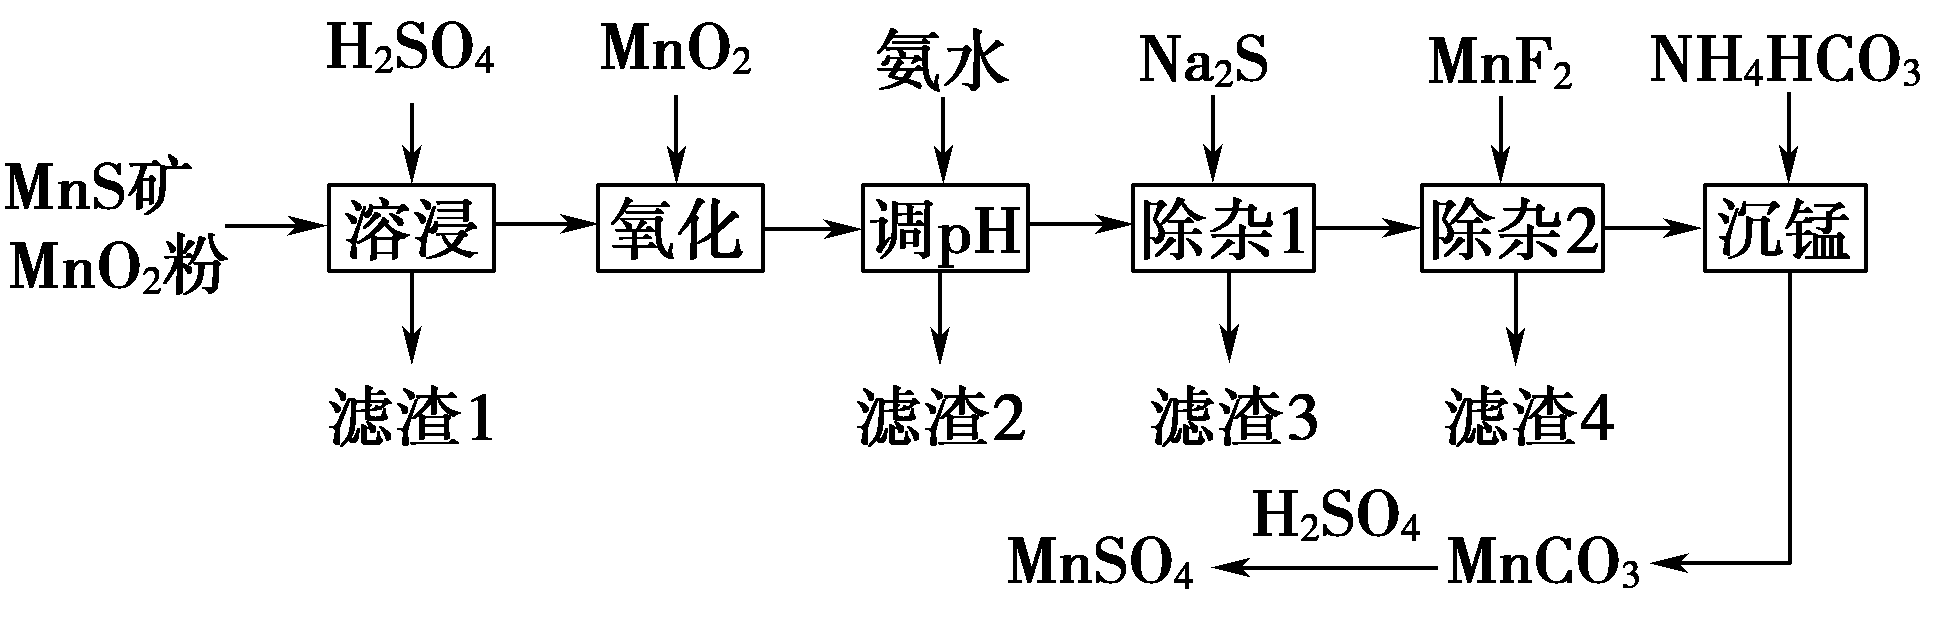 H₂SO₄ MnO₂ 氨水 Na₂S MnF₂ NH₄HCO₃
MnS矿
MnO₂粉
溶浸 氧化 调pH 除杂1 除杂2 沉锰
滤渣1 滤渣2 滤渣3 滤渣4
H₂SO₄
MnSO₄ MnCO₃